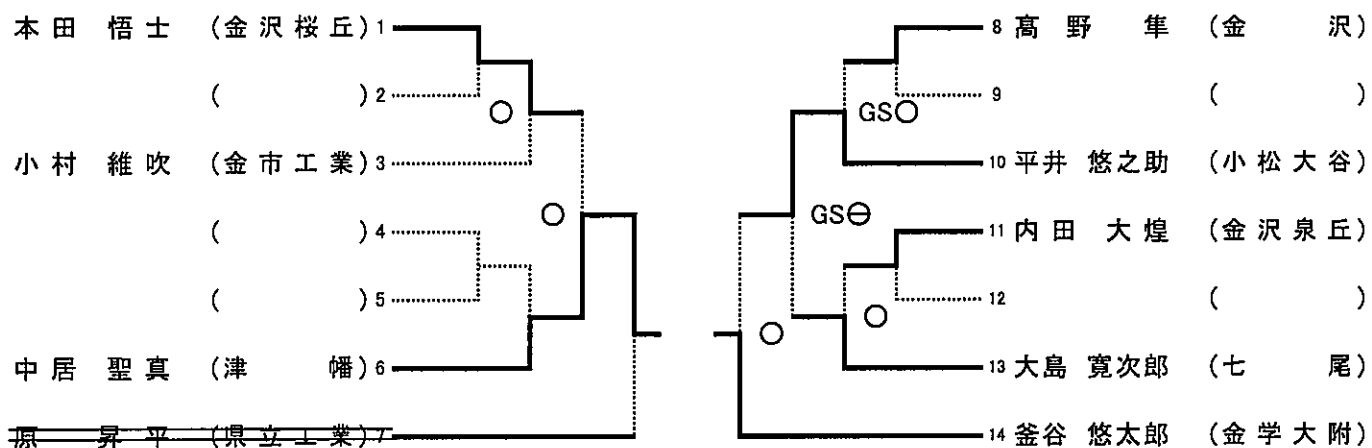 本田 悟士 (金沢桜丘) 1
( ) 2
○
小村 維吹 (金市工業) 3
○
( ) 4
( ) 5
中居 聖真 (津 幡) 6
原 昇平 (県立工業) 7
8 髙野 隼 (金 沢)
9 ( )
GS○
10 平井 悠之助 (小松大谷)
GS⊖
11 内田 大煌 (金沢泉丘)
12 ( )
○
○
13 大島 寛次郎 (七 尾)
14 釜谷 悠太郎 (金学大附)